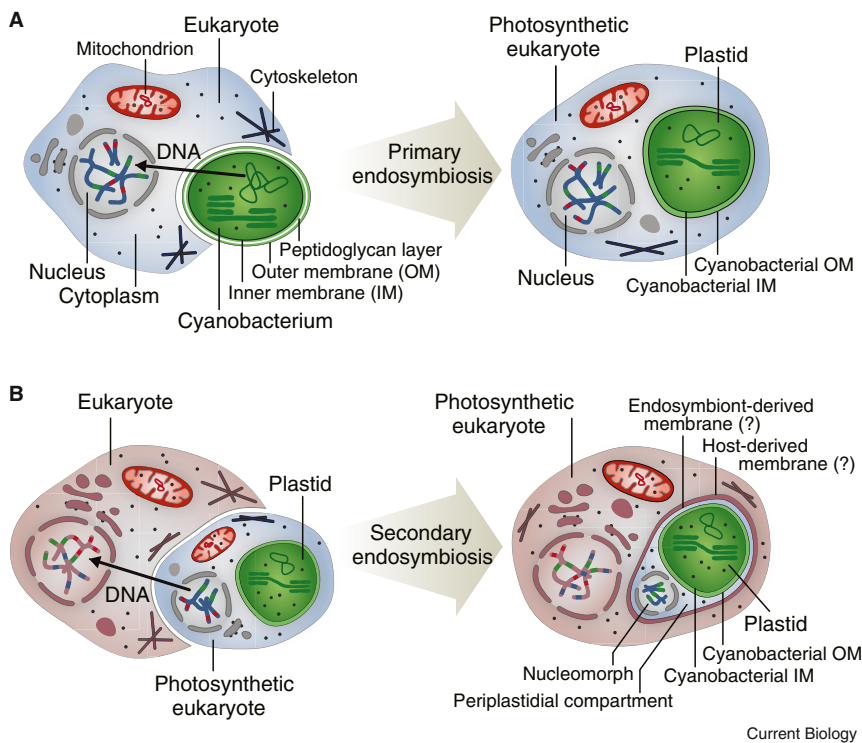 A
Eukaryote
Mitochondrion
Cytoskeleton
DNA
Nucleus
Cytoplasm
Peptidoglycan layer
Outer membrane (OM)
Inner membrane (IM)
Cyanobacterium
Primary
endosymbiosis
Photosynthetic
eukaryote
Plastid
Nucleus
Cyanobacterial OM
Cyanobacterial IM
B
Eukaryote
Plastid
DNA
Photosynthetic
eukaryote
Secondary
endosymbiosis
Photosynthetic
eukaryote
Endosymbiont-derived
membrane (?)
Host-derived
membrane (?)
Plastid
Cyanobacterial OM
Cyanobacterial IM
Nucleomorph
Periplastidial compartment
Current Biology